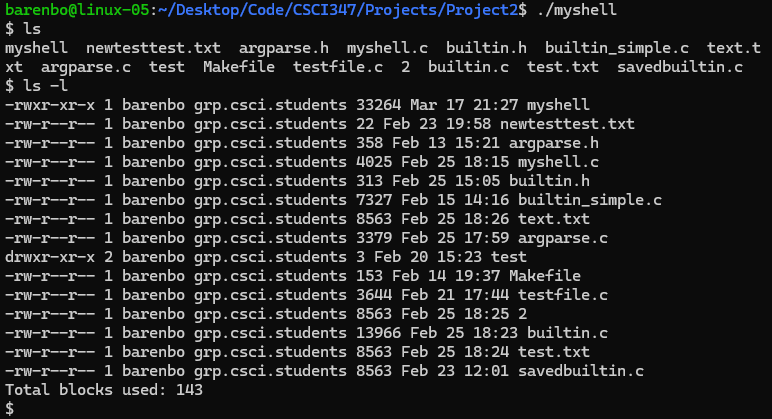 barenbo@linux-05:~/Desktop/Code/CSCI347/Projects/Project2$ ./myshell
$ ls
myshell  newtesttest.txt  argparse.h  myshell.c  builtin.h  builtin_simple.c  text.t
xt  argparse.c  test  Makefile  testfile.c  2  builtin.c  test.txt  savedbuiltin.c
$ ls -l
-rwxr-xr-x 1 barenbo grp.csci.students 33264 Mar 17 21:27 myshell
-rw-r--r-- 1 barenbo grp.csci.students 22 Feb 23 19:58 newtesttest.txt
-rw-r--r-- 1 barenbo grp.csci.students 358 Feb 13 15:21 argparse.h
-rw-r--r-- 1 barenbo grp.csci.students 4025 Feb 25 18:15 myshell.c
-rw-r--r-- 1 barenbo grp.csci.students 313 Feb 25 15:05 builtin.h
-rw-r--r-- 1 barenbo grp.csci.students 7327 Feb 15 14:16 builtin_simple.c
-rw-r--r-- 1 barenbo grp.csci.students 8563 Feb 25 18:26 text.txt
-rw-r--r-- 1 barenbo grp.csci.students 3379 Feb 25 17:59 argparse.c
drwxr-xr-x 2 barenbo grp.csci.students 3 Feb 20 15:23 test
-rw-r--r-- 1 barenbo grp.csci.students 153 Feb 14 19:37 Makefile
-rw-r--r-- 1 barenbo grp.csci.students 3644 Feb 21 17:44 testfile.c
-rw-r--r-- 1 barenbo grp.csci.students 8563 Feb 25 18:25 2
-rw-r--r-- 1 barenbo grp.csci.students 13966 Feb 25 18:23 builtin.c
-rw-r--r-- 1 barenbo grp.csci.students 8563 Feb 25 18:24 test.txt
-rw-r--r-- 1 barenbo grp.csci.students 8563 Feb 23 12:01 savedbuiltin.c
Total blocks used: 143
$